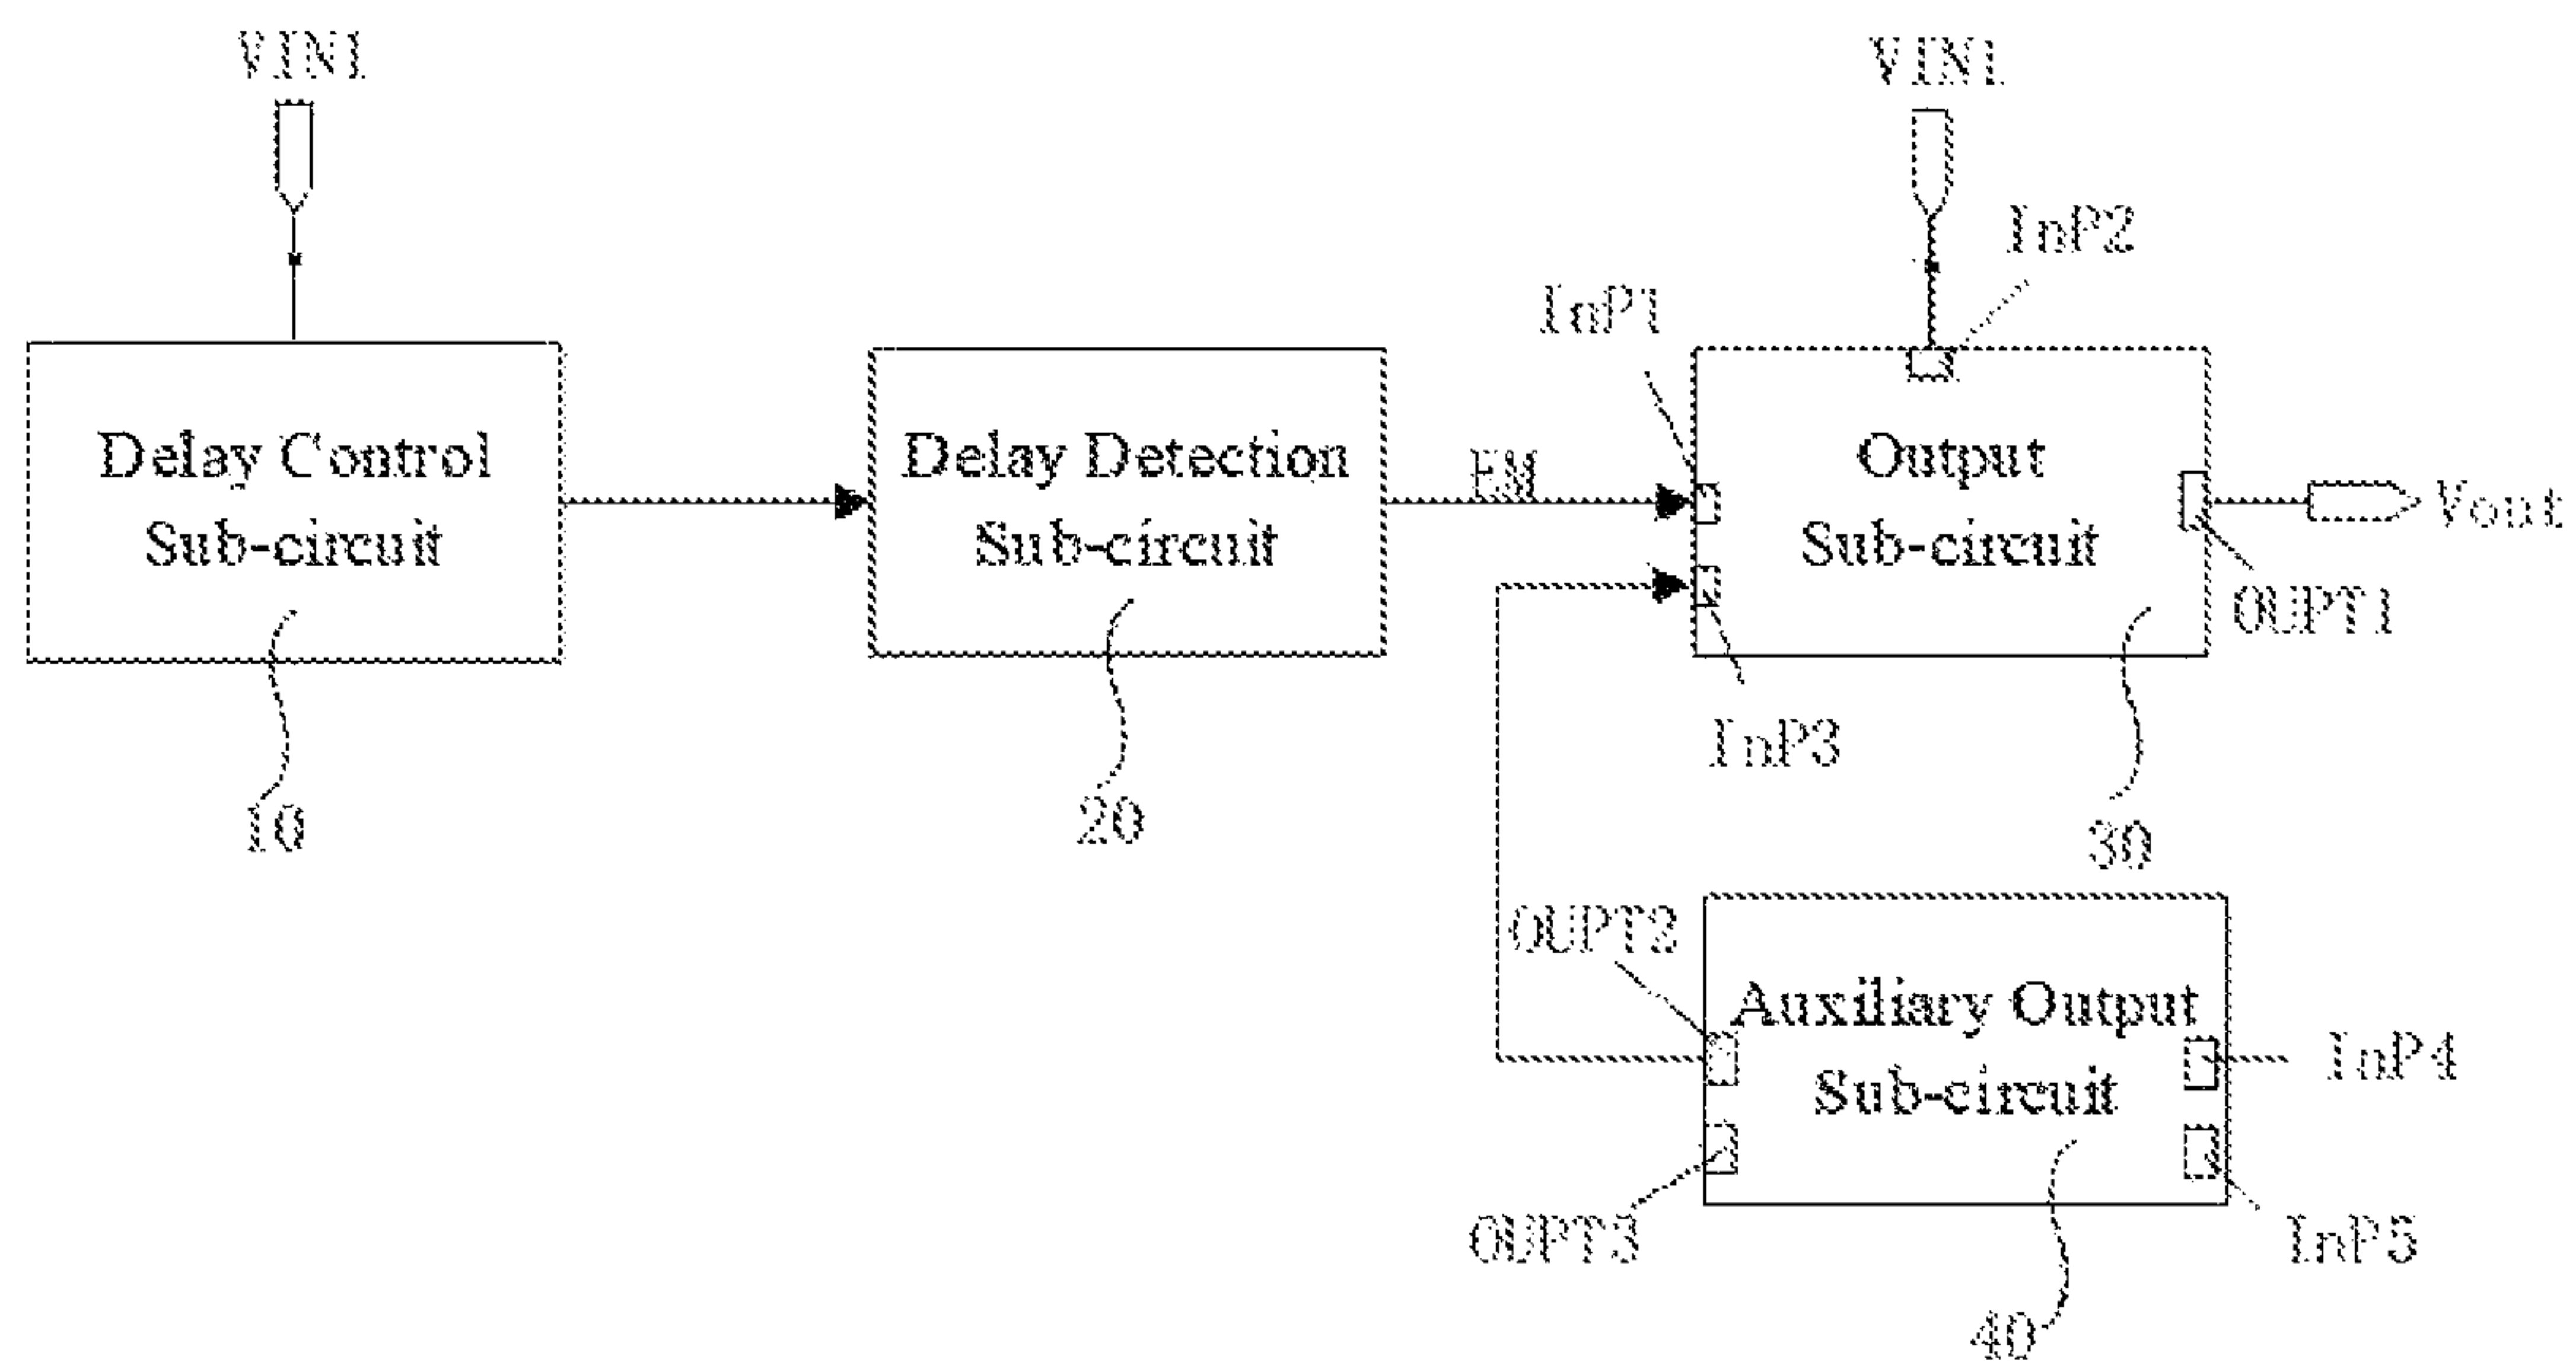 VIN1
VIN1
InP2
InP1
Delay Control
Sub-circuit
Delay Detection
Sub-circuit
EM
Output
Sub-circuit
Vout
OUPT1
InP3
10
20
30
OUPT2
Auxiliary Output
Sub-circuit
InP4
OUPT3
InP5
40